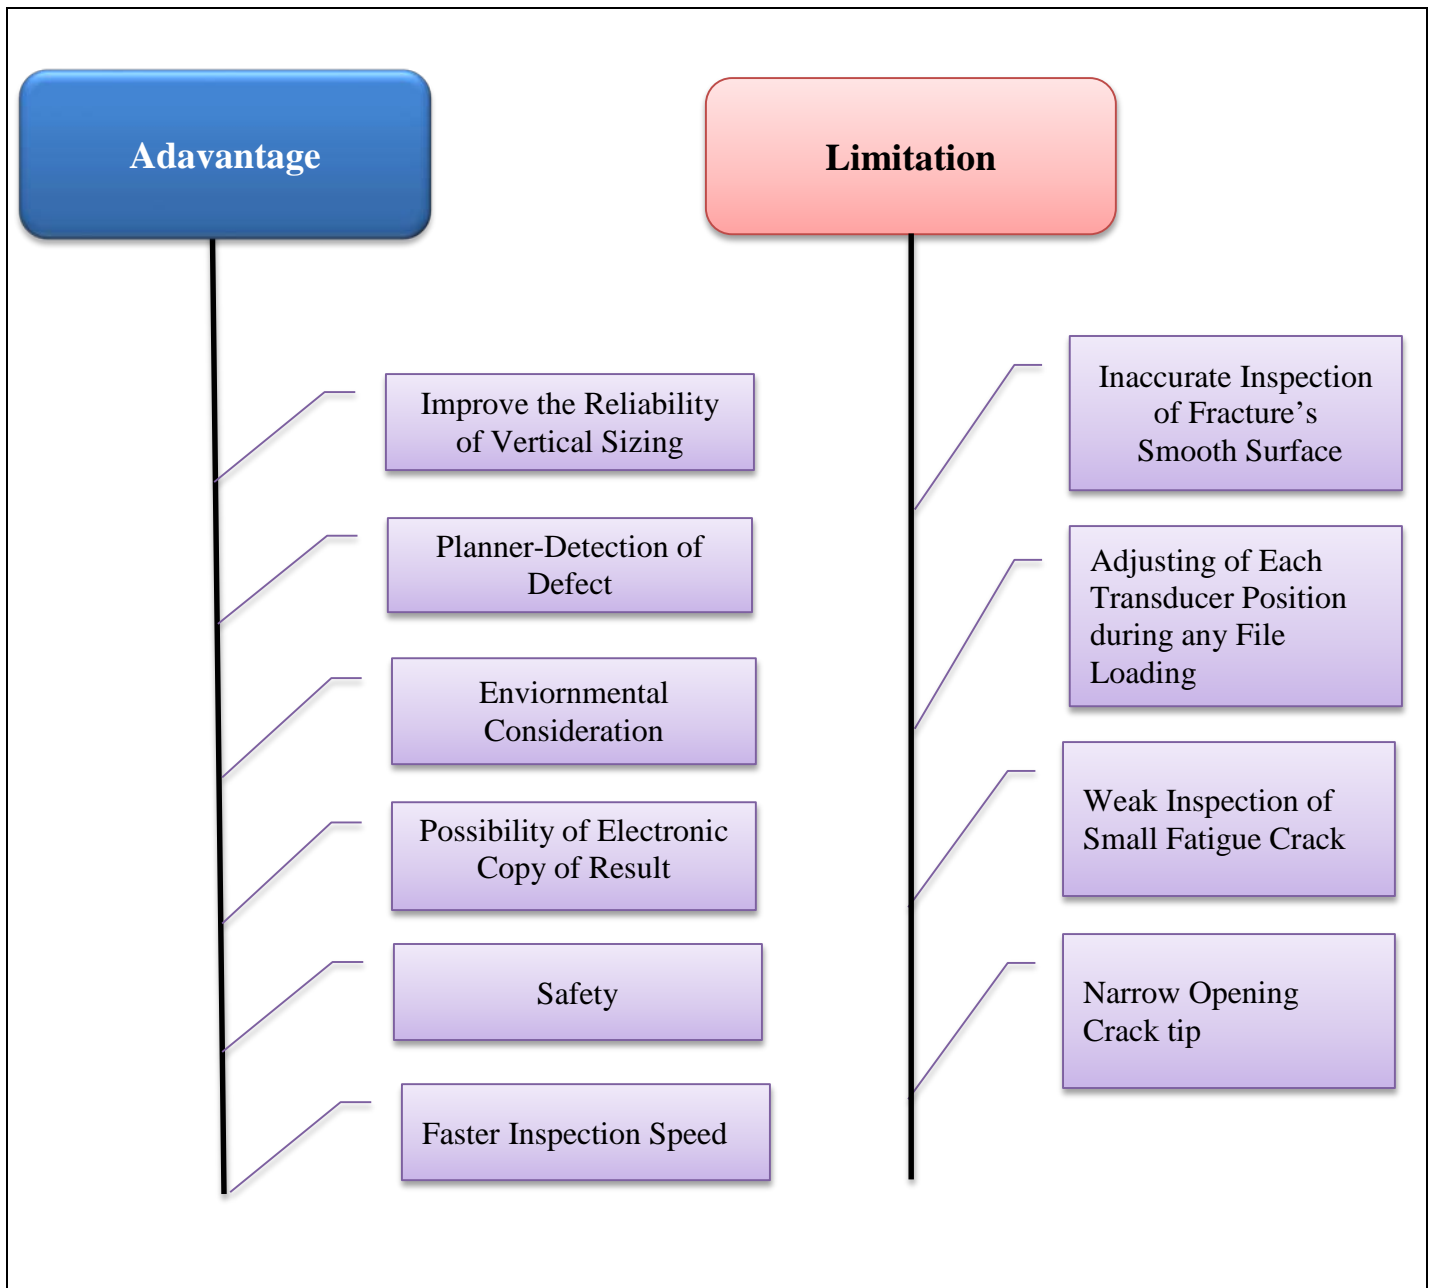 Adavantage
Improve the Reliability
of Vertical Sizing
Planner-Detection of
Defect
Enviornmental
Consideration
Possibility of Electronic
Copy of Result
Safety
Faster Inspection Speed
Limitation
Inaccurate Inspection
of Fracture’s
Smooth Surface
Adjusting of Each
Transducer Position
during any File
Loading
Weak Inspection of
Small Fatigue Crack
Narrow Opening
Crack tip